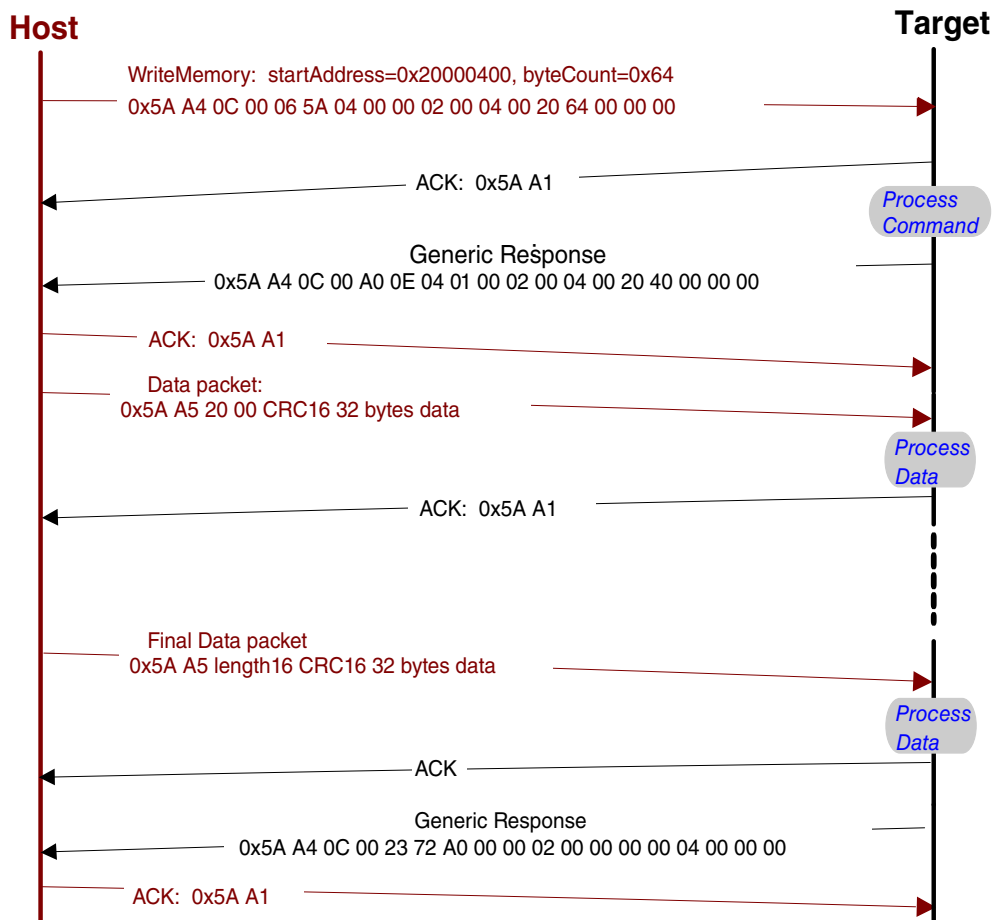 Host
Target
WriteMemory: startAddress=0x20000400, byteCount=0x64
0x5A A4 0C 00 06 5A 04 00 00 02 00 04 00 20 64 00 00 00
ACK: 0x5A A1
Process
Command
Generic Response
0x5A A4 0C 00 A0 0E 04 01 00 02 00 04 00 20 40 00 00 00
ACK: 0x5A A1
Data packet:
0x5A A5 20 00 CRC16 32 bytes data
Process
Data
ACK: 0x5A A1
Final Data packet
0x5A A5 length16 CRC16 32 bytes data
Process
Data
ACK
Generic Response
0x5A A4 0C 00 23 72 A0 00 00 02 00 00 00 00 04 00 00 00
ACK: 0x5A A1